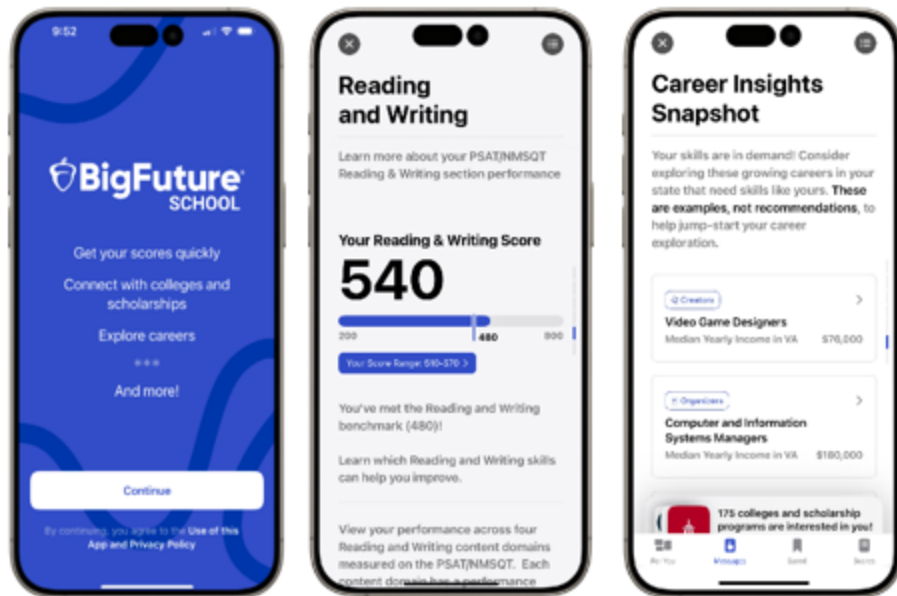 9:52
BigFuture
SCHOOL
Get your scores quickly
Connect with colleges and
scholarships
Explore careers
And more!
Continue
By continuing, you agree to the Use of this
App and Privacy Policy
Reading
and Writing
Learn more about your PSAT/NMSQT
Reading & Writing section performance
Your Reading & Writing Score
540
200 480 800
Your Score Range: 510-570 >
You've met the Reading and Writing
benchmark (480)!
Learn which Reading and Writing skills
can help you improve.
View your performance across four
Reading and Writing content domains
measured on the PSAT/NMSQT. Each
content domain has a performance
Career Insights
Snapshot
Your skills are in demand! Consider
exploring these growing careers in your
state that need skills like yours. These
are examples, not recommendations, to
help jump-start your career
exploration.
Creators
Video Game Designers
Median Yearly Income in VA $76,000
Organizers
Computer and Information
Systems Managers
Median Yearly Income in VA $180,000
175 colleges and scholarship
programs are interested in you!
For You Messages Saved Scores